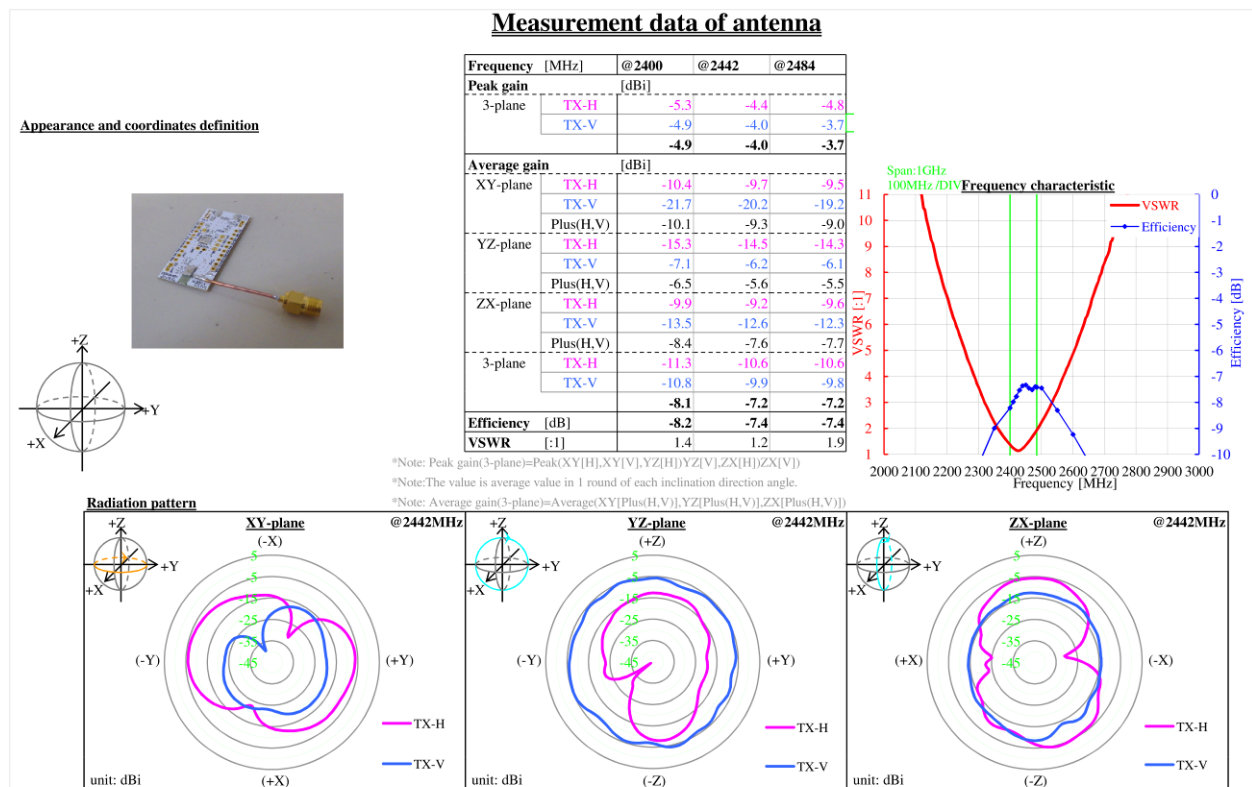 Measurement data of antenna
Frequency [MHz] @2400 @2442 @2484
Peak gain [dBi]
3-plane TX-H -5.3 -4.4 -4.8
TX-V -4.9 -4.0 -3.7
-4.9 -4.0 -3.7
Average gain [dBi]
XY-plane TX-H -10.4 -9.7 -9.5
TX-V -21.7 -20.2 -19.2
Plus(H,V) -10.1 -9.3 -9.0
YZ-plane TX-H -15.3 -14.5 -14.3
TX-V -7.1 -6.2 -6.1
Plus(H,V) -6.5 -5.6 -5.5
ZX-plane TX-H -9.9 -9.2 -9.6
TX-V -13.5 -12.6 -12.3
Plus(H,V) -8.4 -7.6 -7.7
3-plane TX-H -11.3 -10.6 -10.6
TX-V -10.8 -9.9 -9.8
-8.1 -7.2 -7.2
Efficiency [dB] -8.2 -7.4 -7.4
VSWR [:1] 1.4 1.2 1.9
*Note: Peak gain(3-plane)=Peak(XY[H],XY[V],YZ[H])YZ[V],ZX[H])ZX[V])
*Note:The value is average value in 1 round of each inclination direction angle.
*Note: Average gain(3-plane)=Average(XY[Plus(H,V)],YZ[Plus(H,V)],ZX[Plus(H,V)])
Appearance and coordinates definition
+Z
+Y
+X
Span:1GHz
100MHz /DIV
Frequency characteristic
VSWR
Efficiency
VSWR [:1]
11
10
9
8
7
6
5
4
3
2
1
Efficiency [dB]
0
-1
-2
-3
-4
-5
-6
-7
-8
-9
-10
2000 2100 2200 2300 2400 2500 2600 2700 2800 2900 3000
Frequency [MHz]
Radiation pattern
XY-plane
@2442MHz
+Z
+Y
+X
(-X)
(-Y)
(+Y)
(+X)
5
-5
-15
-25
-35
-45
TX-H
TX-V
unit: dBi
YZ-plane
@2442MHz
+Z
+Y
+X
(+Z)
(-Y)
(+Y)
(-Z)
5
-5
-15
-25
-35
-45
TX-H
TX-V
unit: dBi
ZX-plane
@2442MHz
+Z
+Y
+X
(+Z)
(+X)
(-X)
(-Z)
5
-5
-15
-25
-35
-45
TX-H
TX-V
unit: dBi